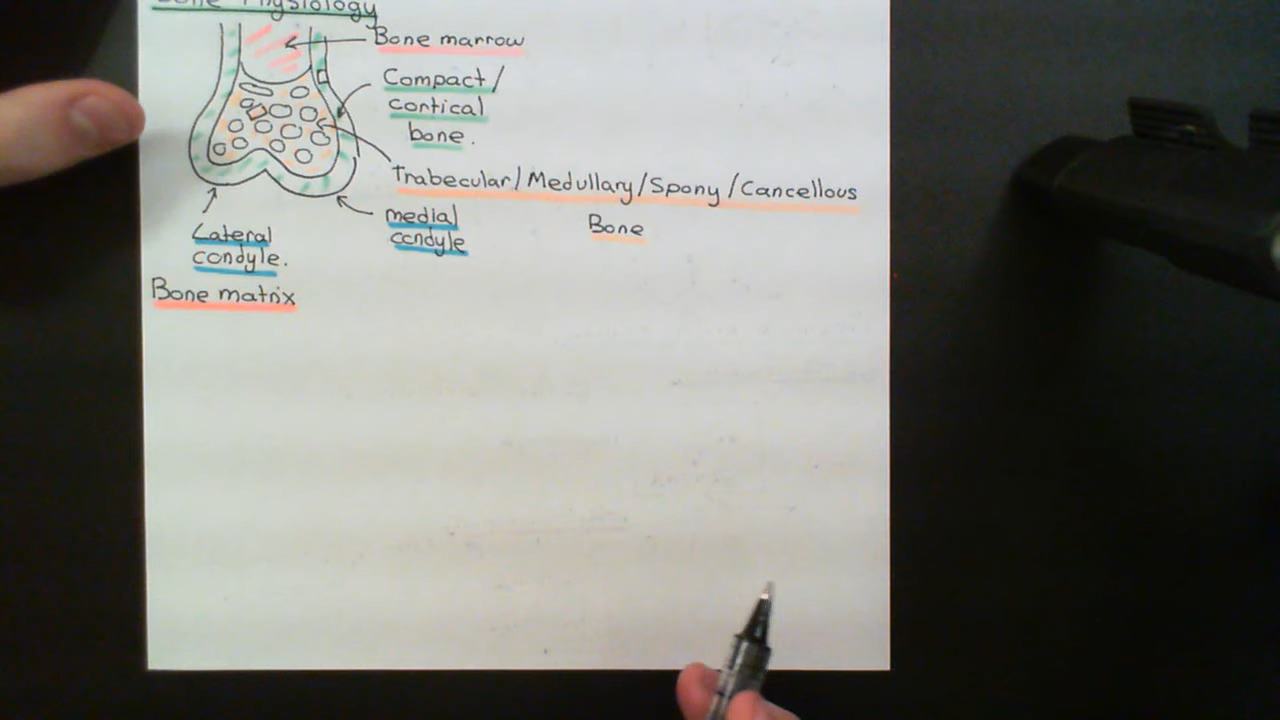 Bone Physiology
Bone marrow
Compact/
cortical
bone.
Trabecular/Medullary/Spony/Cancellous
Bone
medial
condyle
Lateral
condyle.
Bone matrix